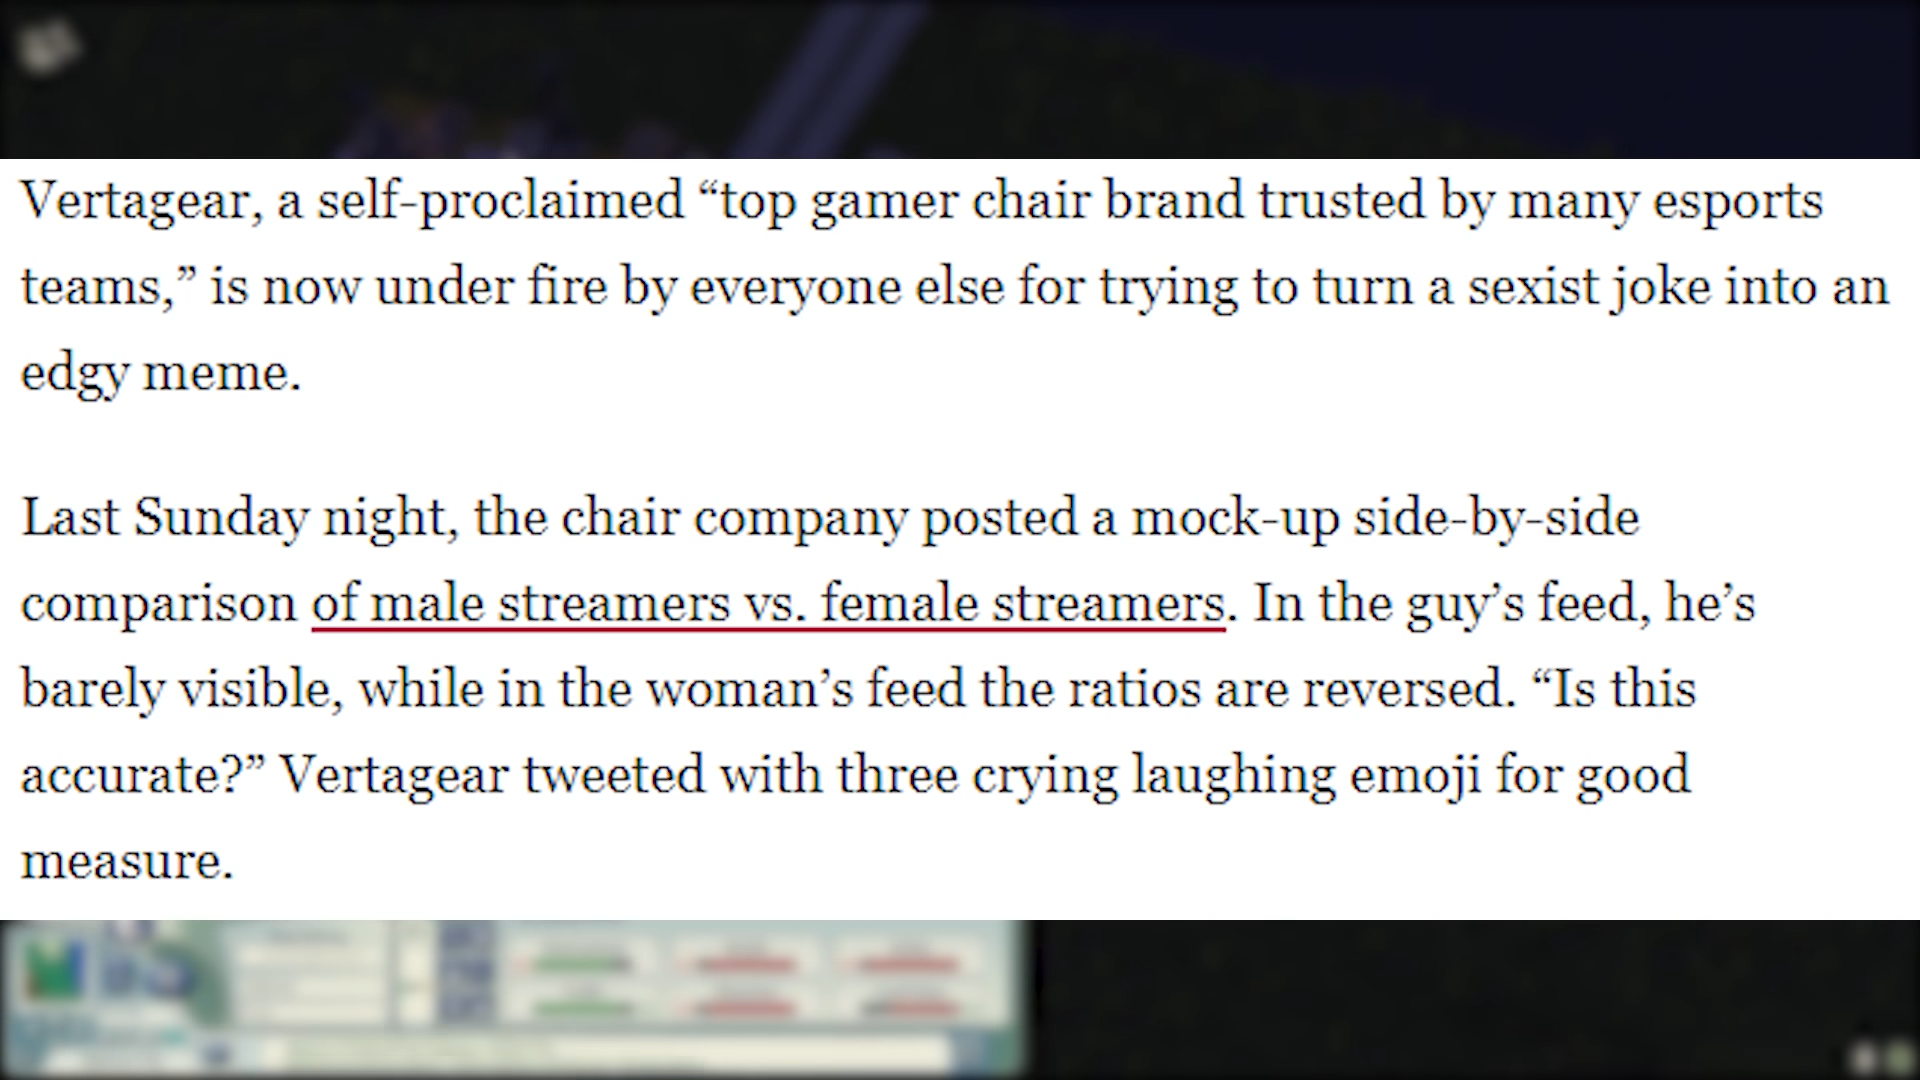 Vertagear, a self-proclaimed “top gamer chair brand trusted by many esports
teams,” is now under fire by everyone else for trying to turn a sexist joke into an
edgy meme.
Last Sunday night, the chair company posted a mock-up side-by-side
comparison of male streamers vs. female streamers. In the guy’s feed, he’s
barely visible, while in the woman’s feed the ratios are reversed. “Is this
accurate?” Vertagear tweeted with three crying laughing emoji for good
measure.